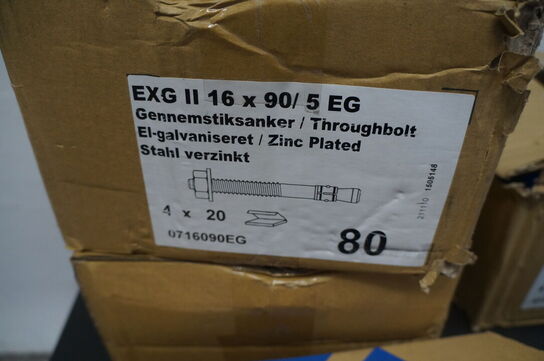 EXG II 16 x 90/ 5 EG
Gennemstiksanker / Throughbolt
El-galvaniseret / Zinc Plated
Stahl verzinkt
4 x 20
0716090EG
80